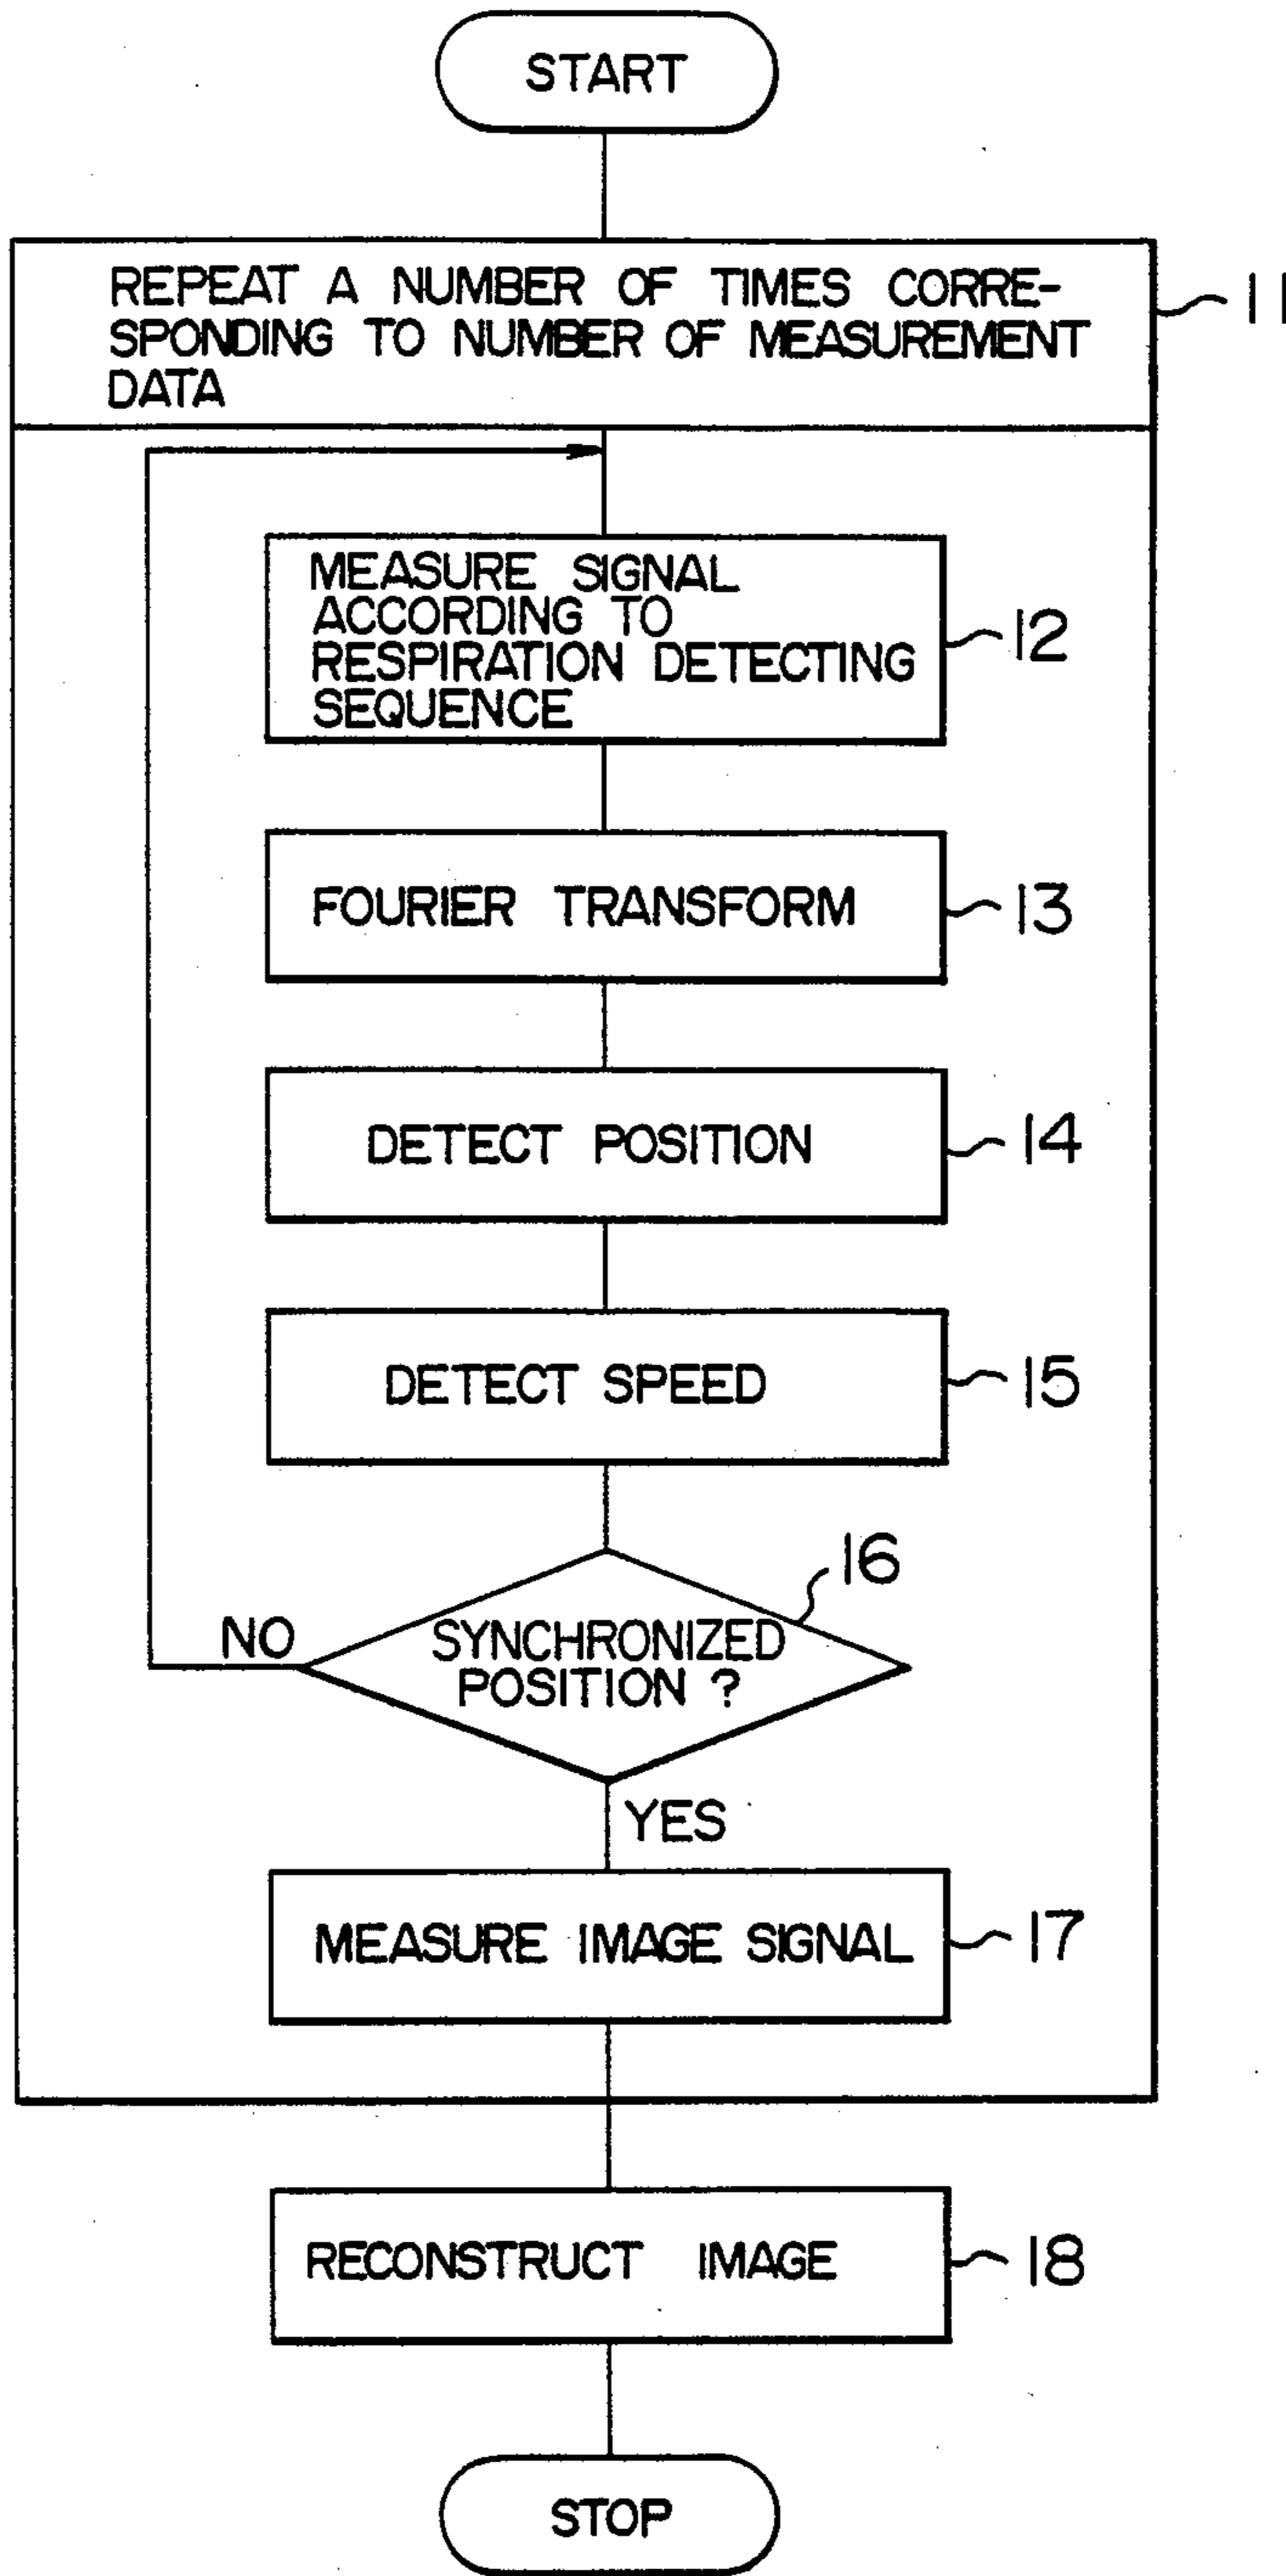 START
REPEAT A NUMBER OF TIMES CORRE-
SPONDING TO NUMBER OF MEASUREMENT
DATA
11
MEASURE SIGNAL
ACCORDING TO
RESPIRATION DETECTING
SEQUENCE
12
FOURIER TRANSFORM
13
DETECT POSITION
14
DETECT SPEED
15
16
NO
SYNCHRONIZED
POSITION ?
YES
MEASURE IMAGE SIGNAL
17
RECONSTRUCT IMAGE
18
STOP